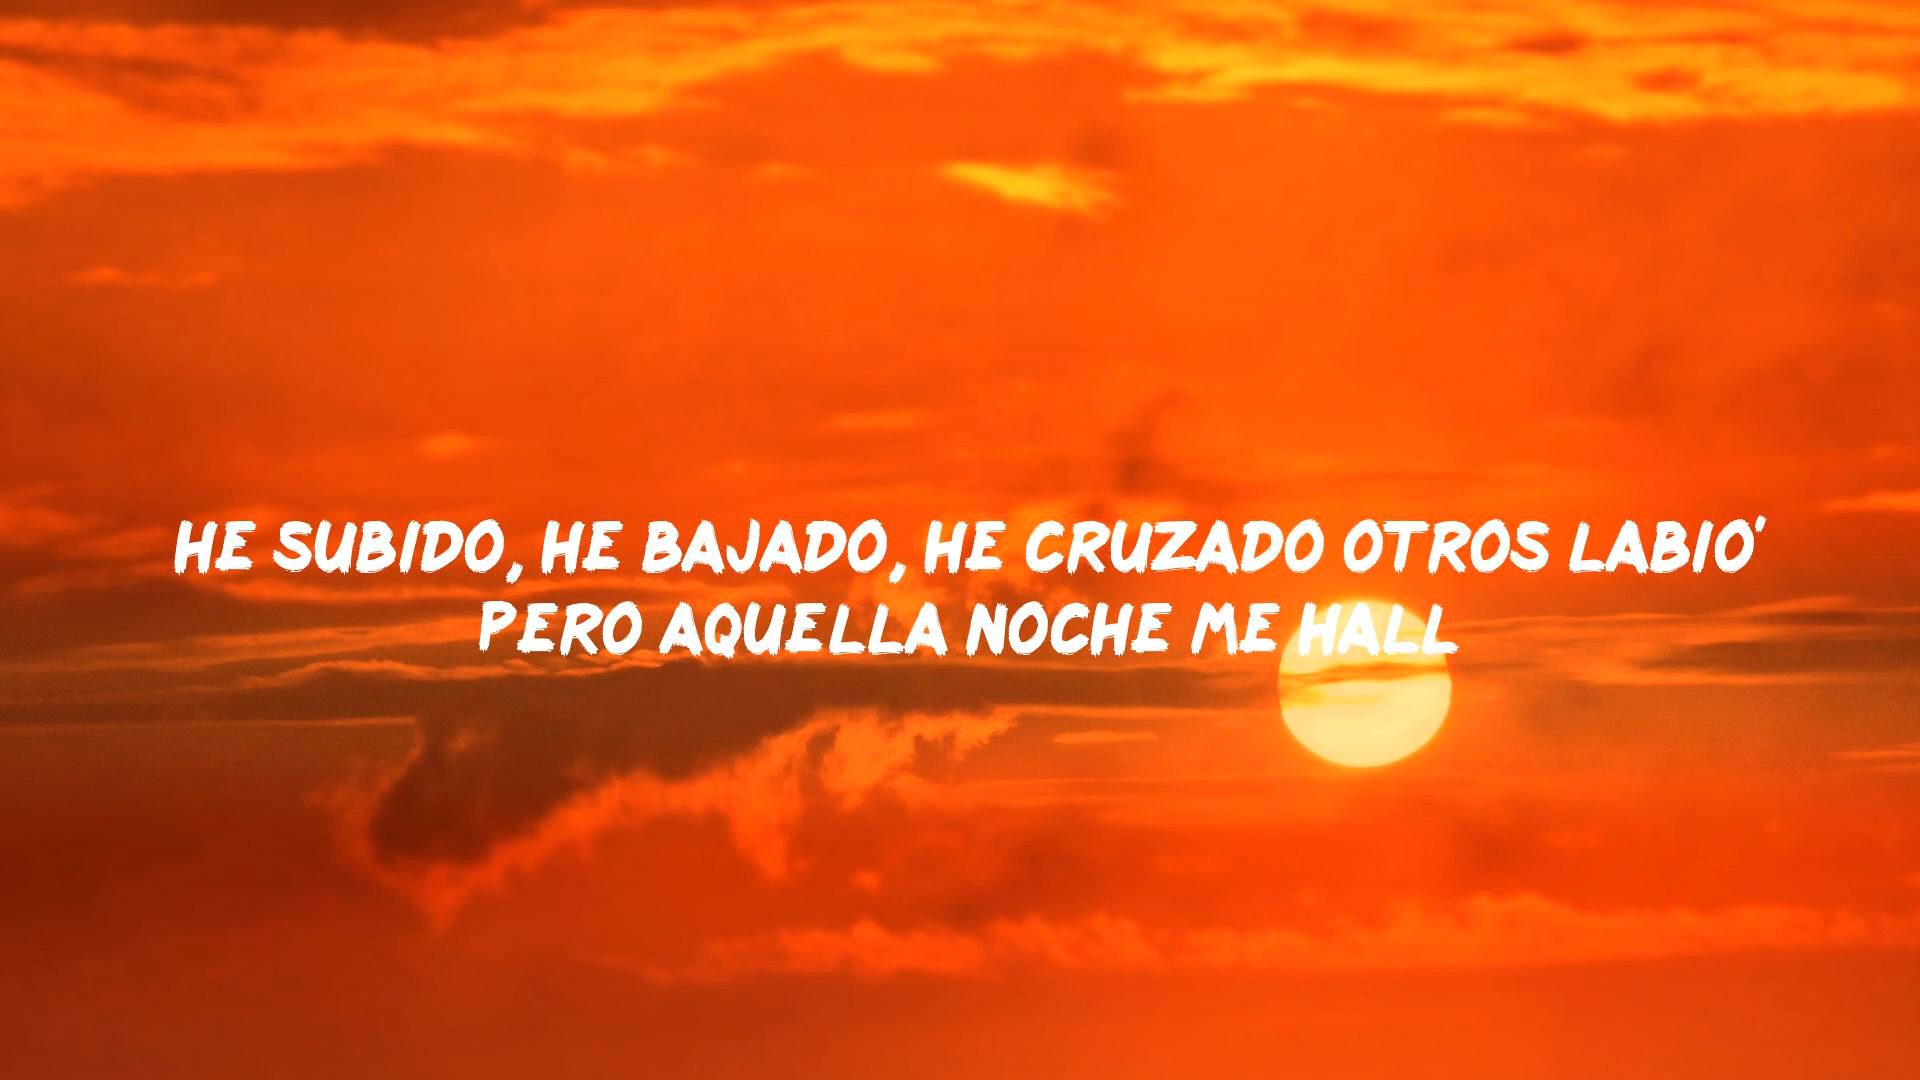 HE SUBIDO, HE BAJADO, HE CRUZADO OTROS LABIO'
PERO AQUELLA NOCHE ME HALL